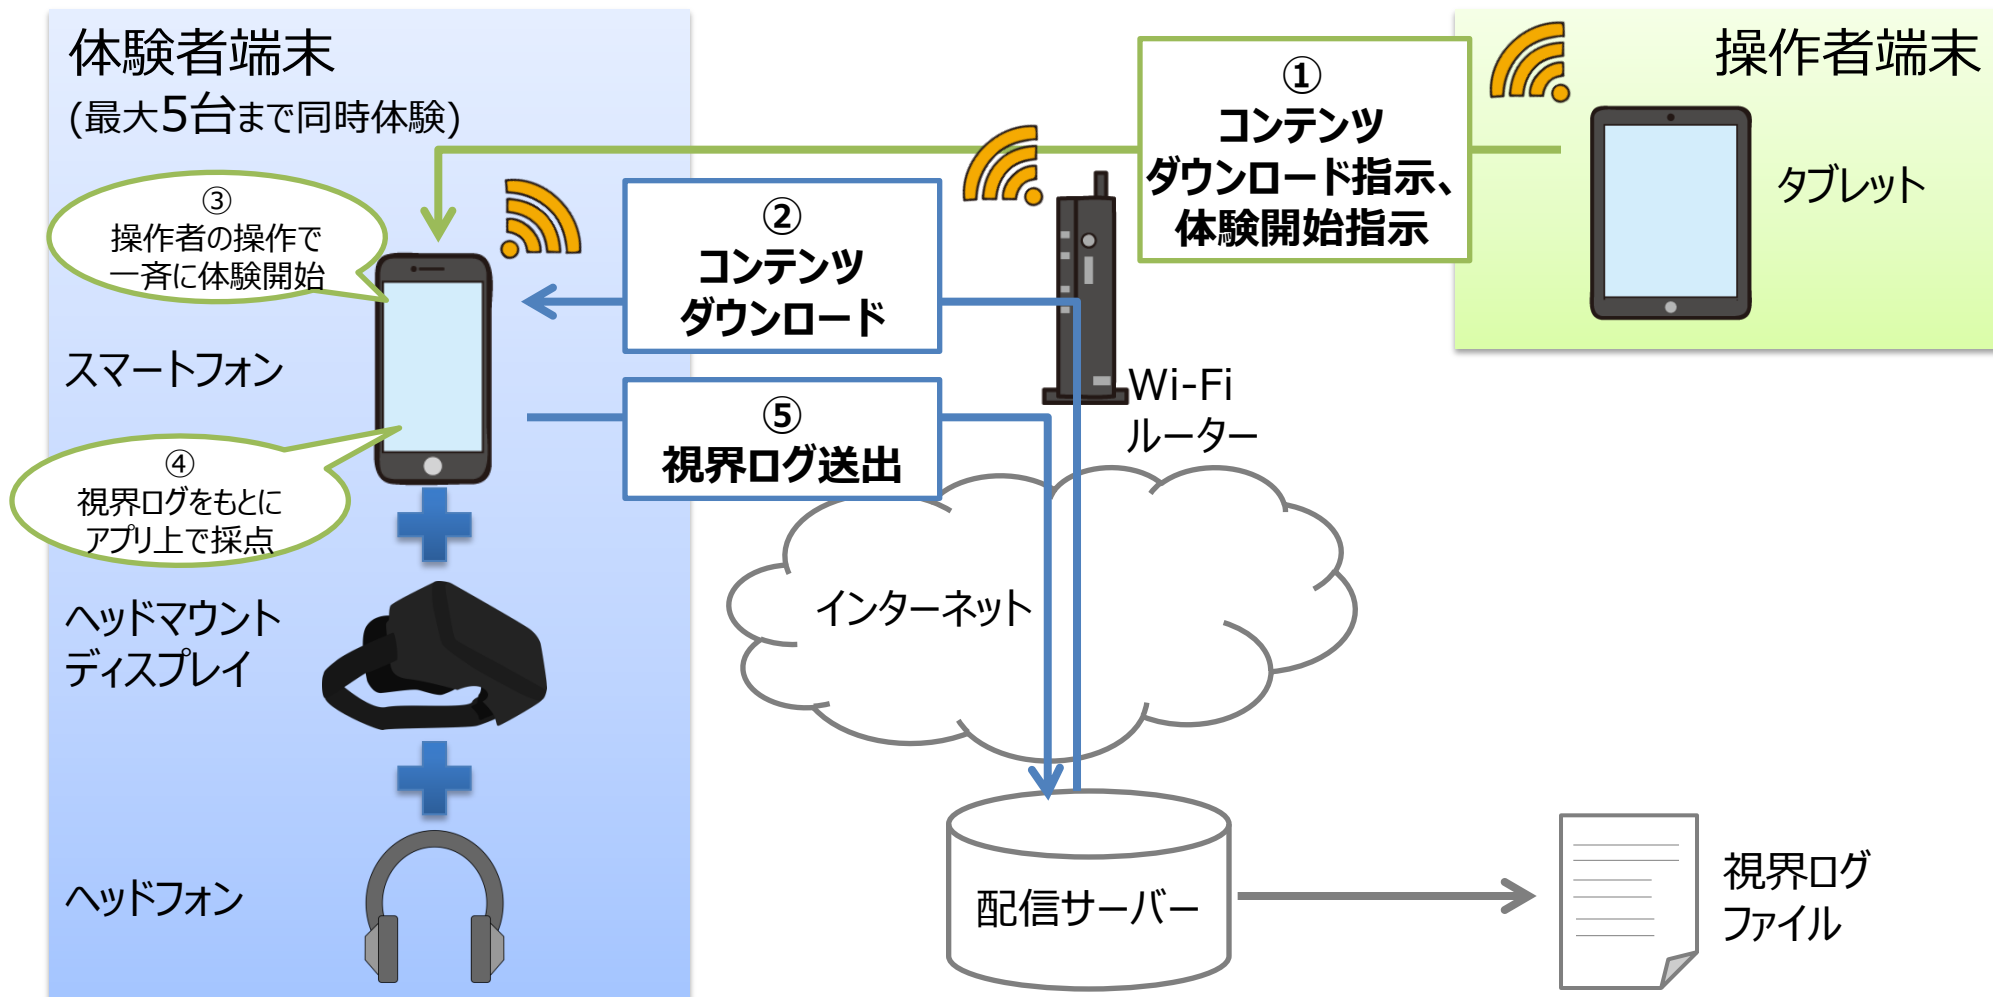 体験者端末
(最大5台まで同時体験)
③
操作者の操作で
一斉に体験開始
スマートフォン
④
視界ログをもとに
アプリ上で採点
ヘッドマウント
ディスプレイ
ヘッドフォン
②
コンテンツ
ダウンロード
⑤
視界ログ送出
①
コンテンツ
ダウンロード指示、
体験開始指示
操作者端末
タブレット
Wi-Fi
ルーター
インターネット
配信サーバー
視界ログ
ファイル